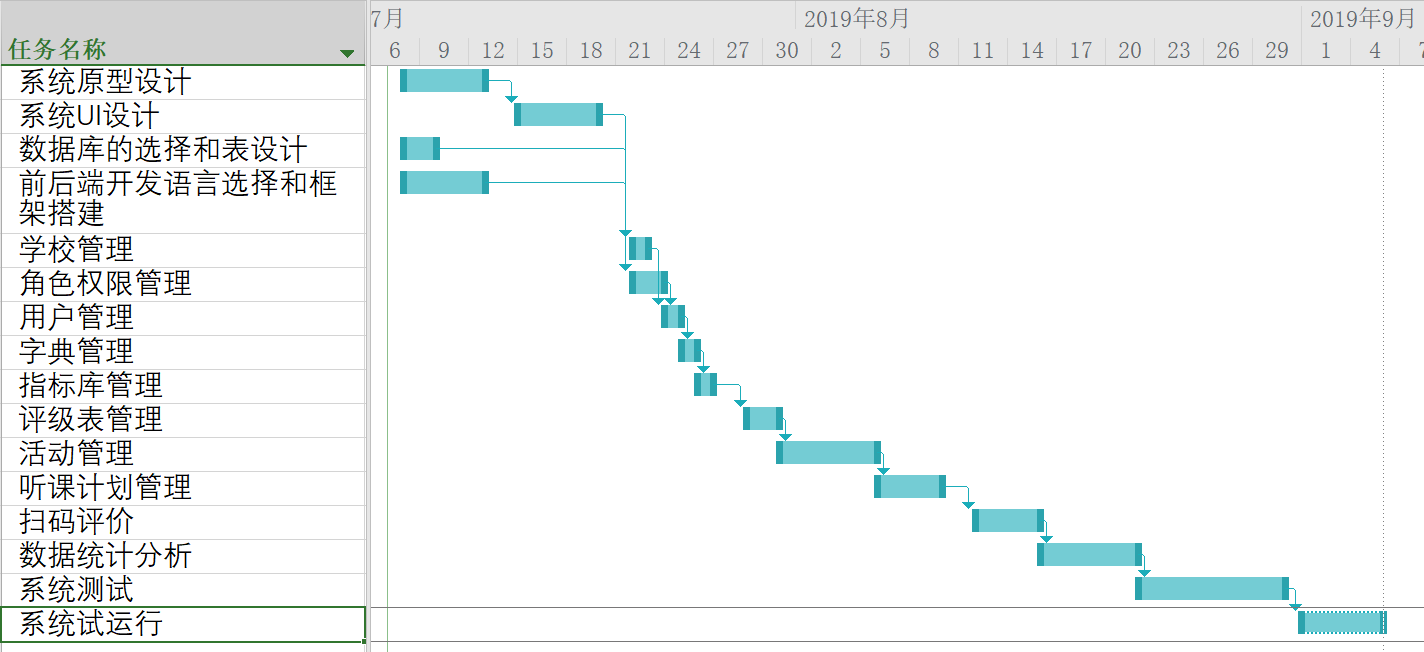 7月 2019年8月 2019年9月
任务名称 6 9 12 15 18 21 24 27 30 2 5 8 11 14 17 20 23 26 29 1 4
系统原型设计
系统UI设计
数据库的选择和表设计
前后端开发语言选择和框
架搭建
学校管理
角色权限管理
用户管理
字典管理
指标库管理
评级表管理
活动管理
听课计划管理
扫码评价
数据统计分析
系统测试
系统试运行